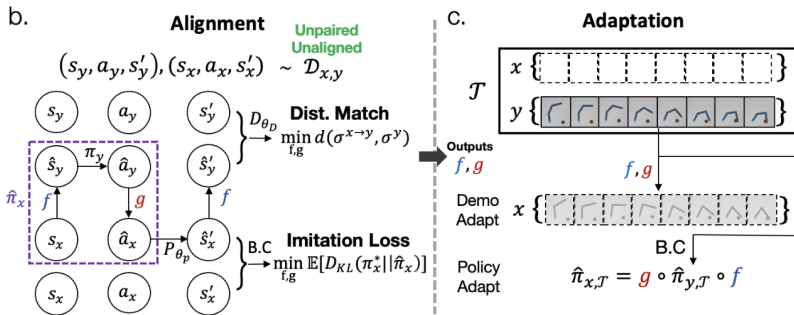 b.
Alignment
Unpaired
Unaligned
(s_y, a_y, s'_y), (s_x, a_x, s'_x) ~ 𝒟_{x,y}
s_y a_y s'_y
D_{θ_D} Dist. Match
min_{f,g} d(σ^{x→y}, σ^y)
ŝ_y π_y â_y ŝ'_y
π̂_x f g f
s_x â_x P_{θ_p} ŝ'_x
B.C Imitation Loss
min_{f,g} 𝔼[D_{KL}(π*_x||π̂_x)]
s_x a_x s'_x
c.
Adaptation
x { }
𝒯
y { }
Outputs
f, g
f, g
Demo
Adapt
x { }
B.C
Policy
Adapt
π̂_{x,𝒯} = g ∘ π̂_{y,𝒯} ∘ f